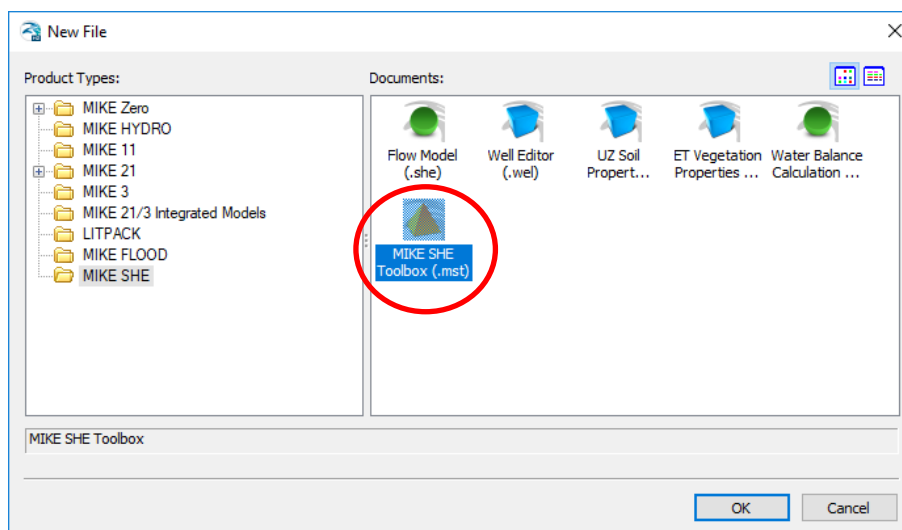 New File
Product Types:
Documents:
MIKE Zero
MIKE HYDRO
MIKE 11
MIKE 21
MIKE 3
MIKE 21/3 Integrated Models
LITPACK
MIKE FLOOD
MIKE SHE
Flow Model
(.she)
Well Editor
(.wel)
UZ Soil
Propert...
ET Vegetation
Properties ...
Water Balance
Calculation ...
MIKE SHE
Toolbox (.mst)
MIKE SHE Toolbox
OK
Cancel